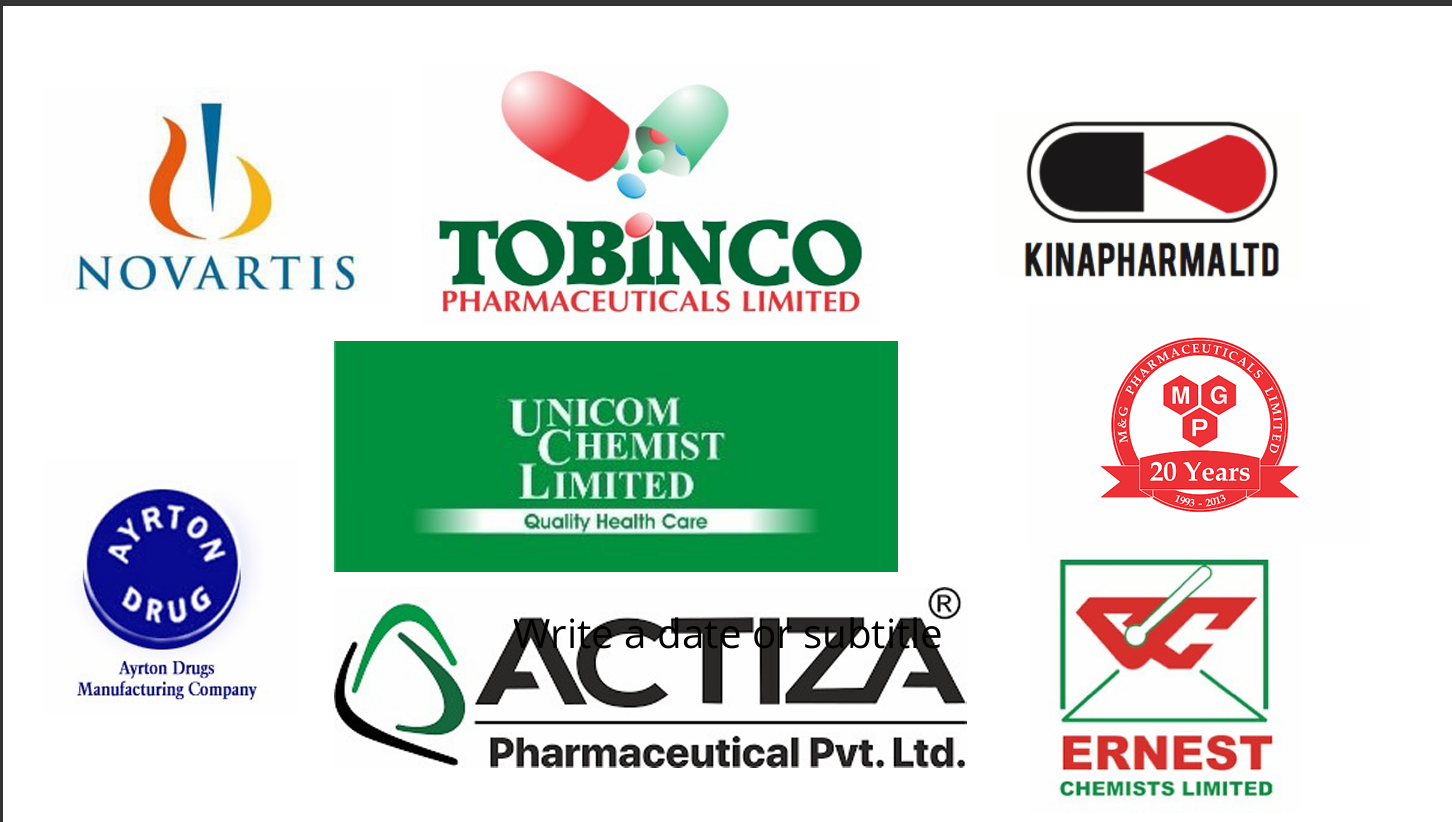 NOVARTIS
TOBiNCO
PHARMACEUTICALS LIMITED
KINAPHARMALTD
UNICOM
CHEMIST
LIMITED
Quality Health Care
M&G PHARMACEUTICALS LIMITED
M G
P
20 Years
1993 - 2013
AYRTON
DRUG
Ayrton Drugs
Manufacturing Company
Write a date or subtitle
ACTIZA®
Pharmaceutical Pvt. Ltd.
EC
ERNEST
CHEMISTS LIMITED